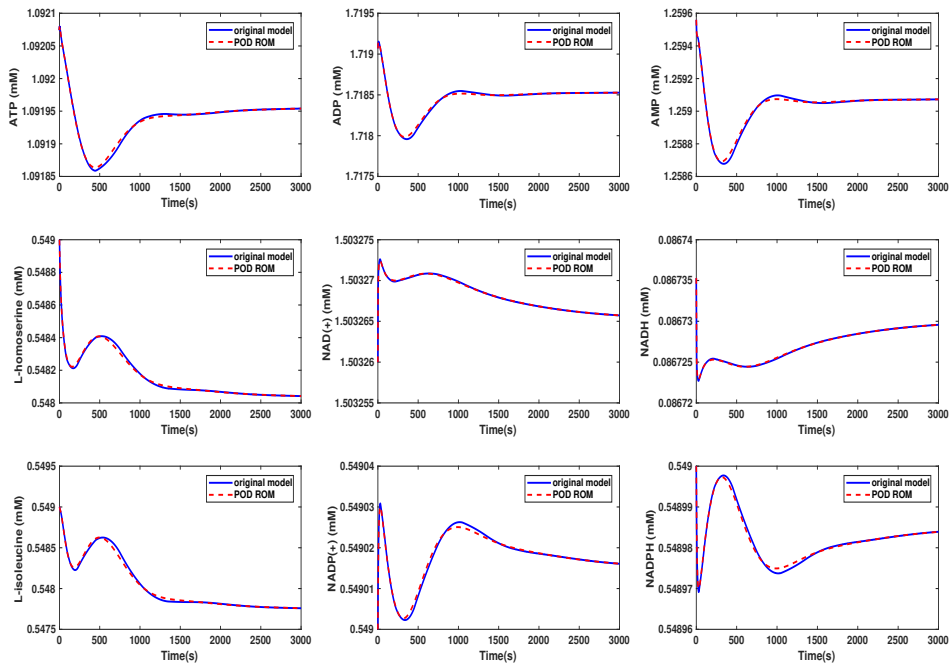 ATP (mM)
1.0921
1.09205
1.092
1.09195
1.0919
1.09185
original model
POD ROM
0 500 1000 1500 2000 2500 3000
Time(s)
ADP (mM)
1.7195
1.719
1.7185
1.718
1.7175
original model
POD ROM
0 500 1000 1500 2000 2500 3000
Time(s)
AMP (mM)
1.2596
1.2594
1.2592
1.259
1.2588
1.2586
original model
POD ROM
0 500 1000 1500 2000 2500 3000
Time(s)
L-homoserine (mM)
0.549
0.5488
0.5486
0.5484
0.5482
0.548
original model
POD ROM
0 500 1000 1500 2000 2500 3000
Time(s)
NAD(+) (mM)
1.503275
1.50327
1.503265
1.50326
1.503255
original model
POD ROM
0 500 1000 1500 2000 2500 3000
Time(s)
NADH (mM)
0.08674
0.086735
0.08673
0.086725
0.08672
original model
POD ROM
0 500 1000 1500 2000 2500 3000
Time(s)
L-isoleucine (mM)
0.5495
0.549
0.5485
0.548
0.5475
original model
POD ROM
0 500 1000 1500 2000 2500 3000
Time(s)
NADP(+) (mM)
0.54904
0.54903
0.54902
0.54901
0.549
original model
POD ROM
0 500 1000 1500 2000 2500 3000
Time(s)
NADPH (mM)
0.549
0.54899
0.54898
0.54897
0.54896
original model
POD ROM
0 500 1000 1500 2000 2500 3000
Time(s)